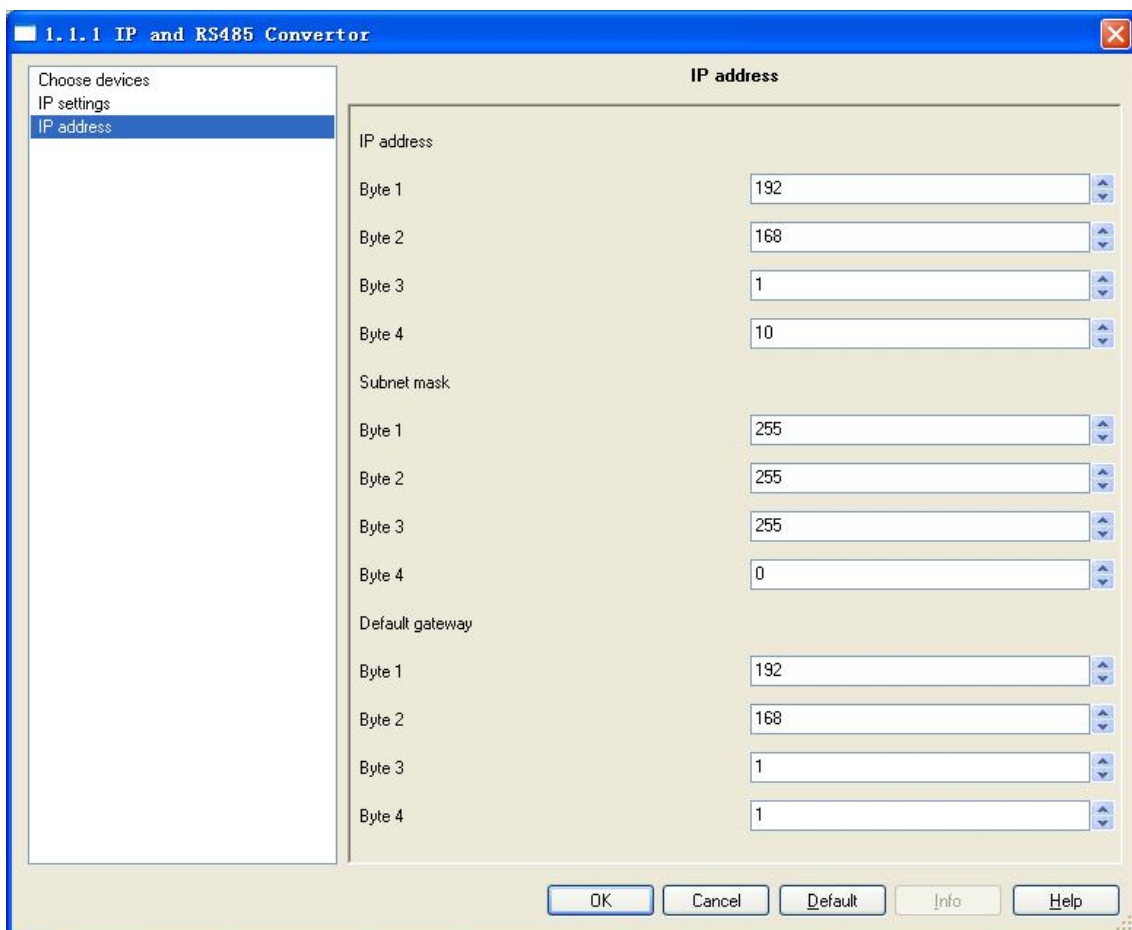 1.1.1 IP and RS485 Convertor
Choose devices
IP settings
IP address
IP address
IP address
Byte 1 192
Byte 2 168
Byte 3 1
Byte 4 10
Subnet mask
Byte 1 255
Byte 2 255
Byte 3 255
Byte 4 0
Default gateway
Byte 1 192
Byte 2 168
Byte 3 1
Byte 4 1
OK Cancel Default Info Help